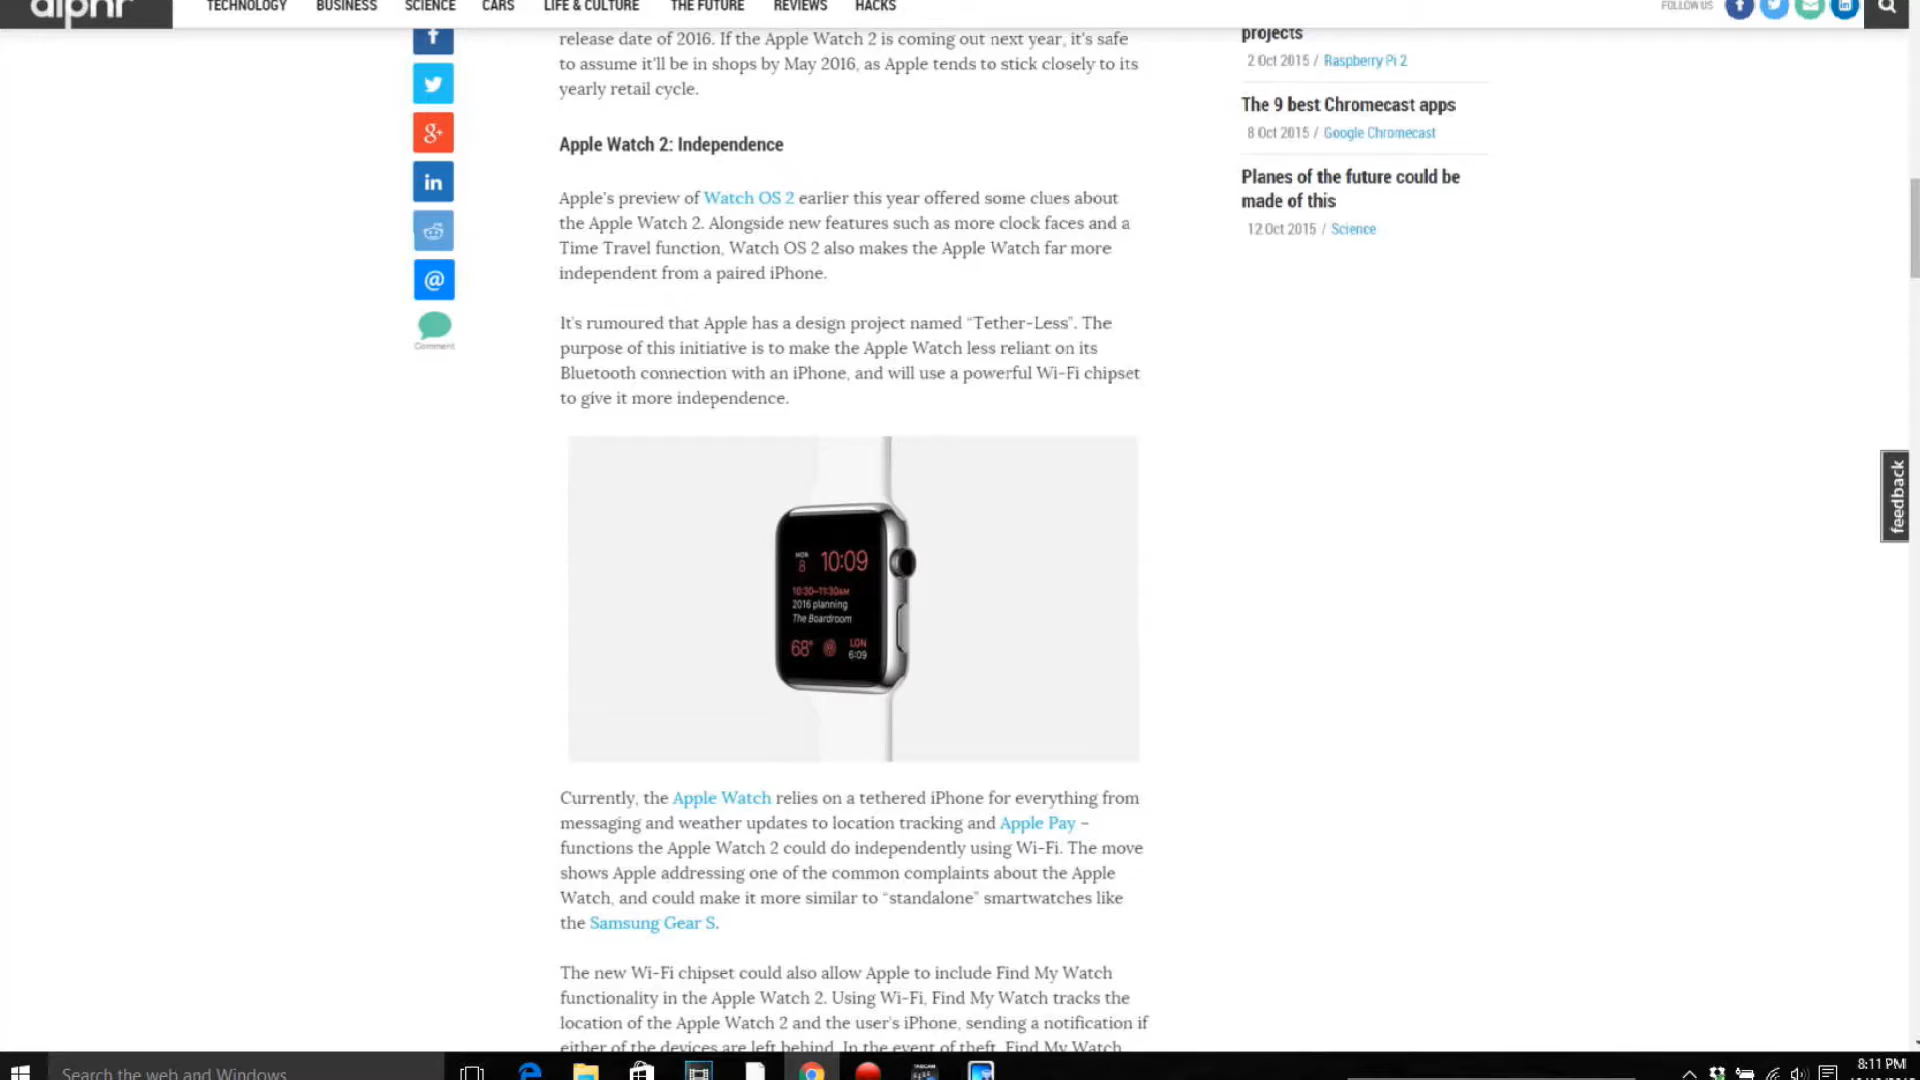 alphr
TECHNOLOGY BUSINESS SCIENCE CARS LIFE & CULTURE THE FUTURE REVIEWS HACKS
FOLLOW US
release date of 2016. If the Apple Watch 2 is coming out next year, it's safe
to assume it'll be in shops by May 2016, as Apple tends to stick closely to its
yearly retail cycle.
Apple Watch 2: Independence
Apple's preview of Watch OS 2 earlier this year offered some clues about
the Apple Watch 2. Alongside new features such as more clock faces and a
Time Travel function, Watch OS 2 also makes the Apple Watch far more
independent from a paired iPhone.
It's rumoured that Apple has a design project named “Tether-Less”. The
purpose of this initiative is to make the Apple Watch less reliant on its
Bluetooth connection with an iPhone, and will use a powerful Wi-Fi chipset
to give it more independence.
MON
8
10:09
10:30–11:30AM
2016 planning
The Boardroom
68°
LON
6:09
Currently, the Apple Watch relies on a tethered iPhone for everything from
messaging and weather updates to location tracking and Apple Pay –
functions the Apple Watch 2 could do independently using Wi-Fi. The move
shows Apple addressing one of the common complaints about the Apple
Watch, and could make it more similar to “standalone” smartwatches like
the Samsung Gear S.
The new Wi-Fi chipset could also allow Apple to include Find My Watch
functionality in the Apple Watch 2. Using Wi-Fi, Find My Watch tracks the
location of the Apple Watch 2 and the user's iPhone, sending a notification if
either of the devices are left behind. In the event of theft, Find My Watch
Comment
projects
2 Oct 2015 / Raspberry Pi 2
The 9 best Chromecast apps
8 Oct 2015 / Google Chromecast
Planes of the future could be
made of this
12 Oct 2015 / Science
feedback
Search the web and Windows
8:11 PM